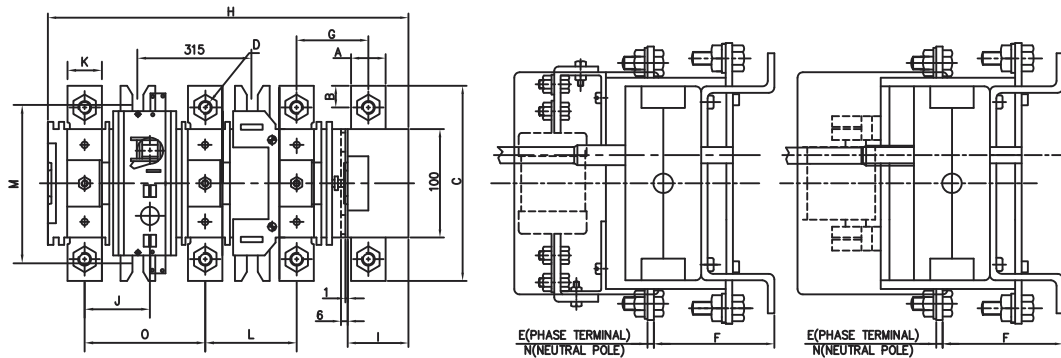 H
G
315
D
A
K
B
M
100
C
J
1
6
O
L
I
E(PHASE TERMINAL)
N(NEUTRAL POLE)
F
E(PHASE TERMINAL)
N(NEUTRAL POLE)
F